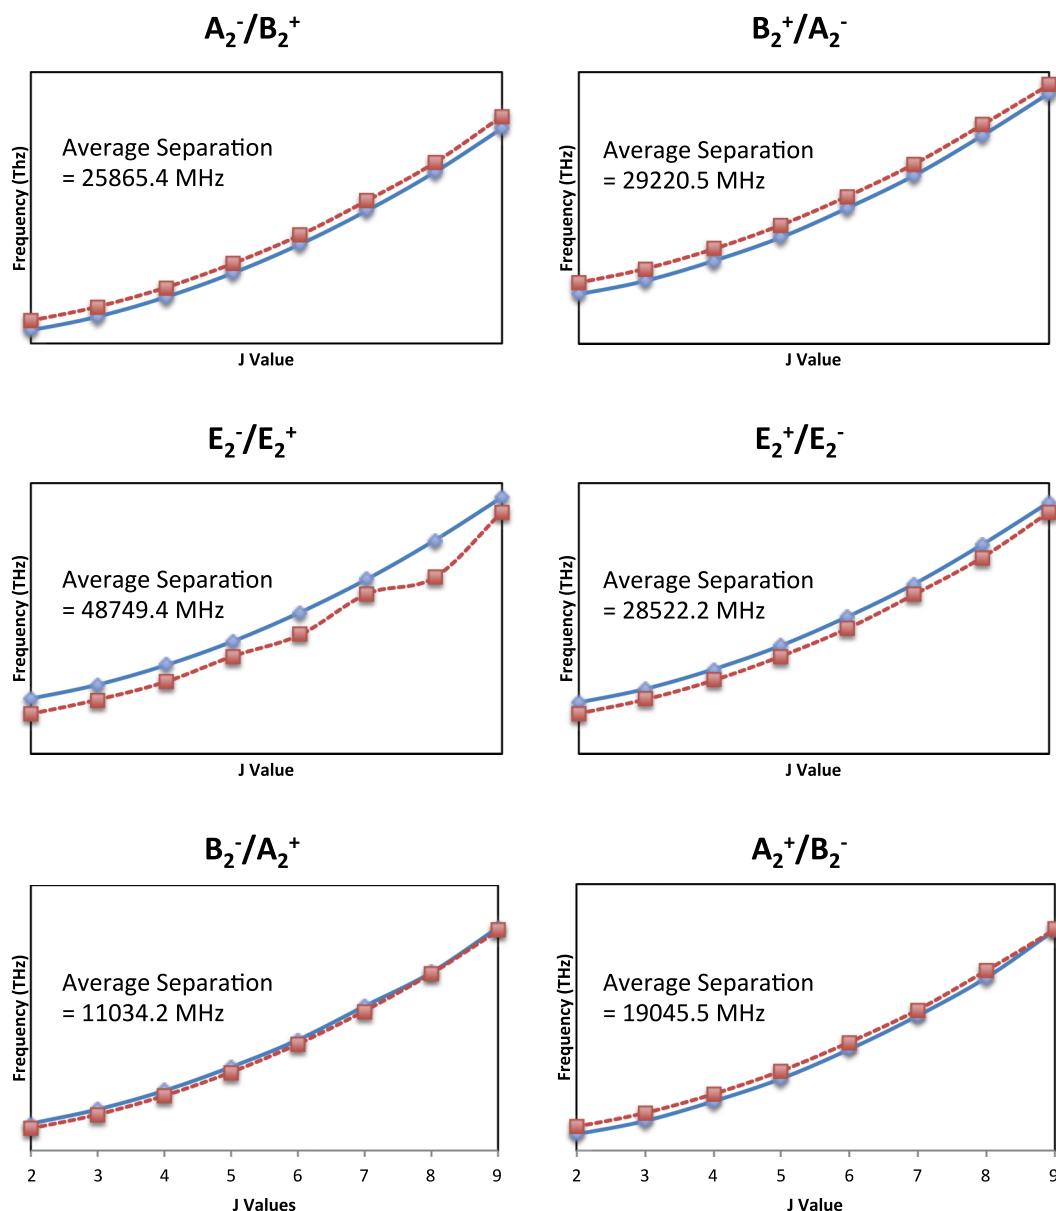 A₂⁻/B₂⁺
Average Separation
= 25865.4 MHz
Frequency (Thz)
J Value
B₂⁺/A₂⁻
Average Separation
= 29220.5 MHz
Frequency (THz)
J Value
E₂⁻/E₂⁺
Average Separation
= 48749.4 MHz
Frequency (THz)
J Value
E₂⁺/E₂⁻
Average Separation
= 28522.2 MHz
Frequency (THz)
J Value
B₂⁻/A₂⁺
Average Separation
= 11034.2 MHz
Frequency (THz)
2 3 4 5 6 7 8 9
J Values
A₂⁺/B₂⁻
Average Separation
= 19045.5 MHz
Frequency (THz)
2 3 4 5 6 7 8 9
J Value